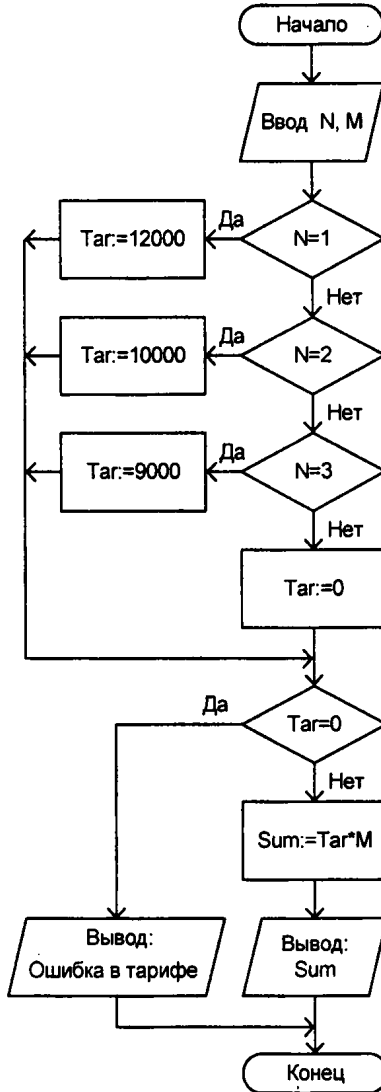 Начало
Ввод N, M
Tar:=12000
Да
N=1
Нет
Tar:=10000
Да
N=2
Нет
Tar:=9000
Да
N=3
Нет
Tar:=0
Да
Tar=0
Нет
Sum:=Tar*M
Вывод:
Ошибка в тарифе
Вывод:
Sum
Конец